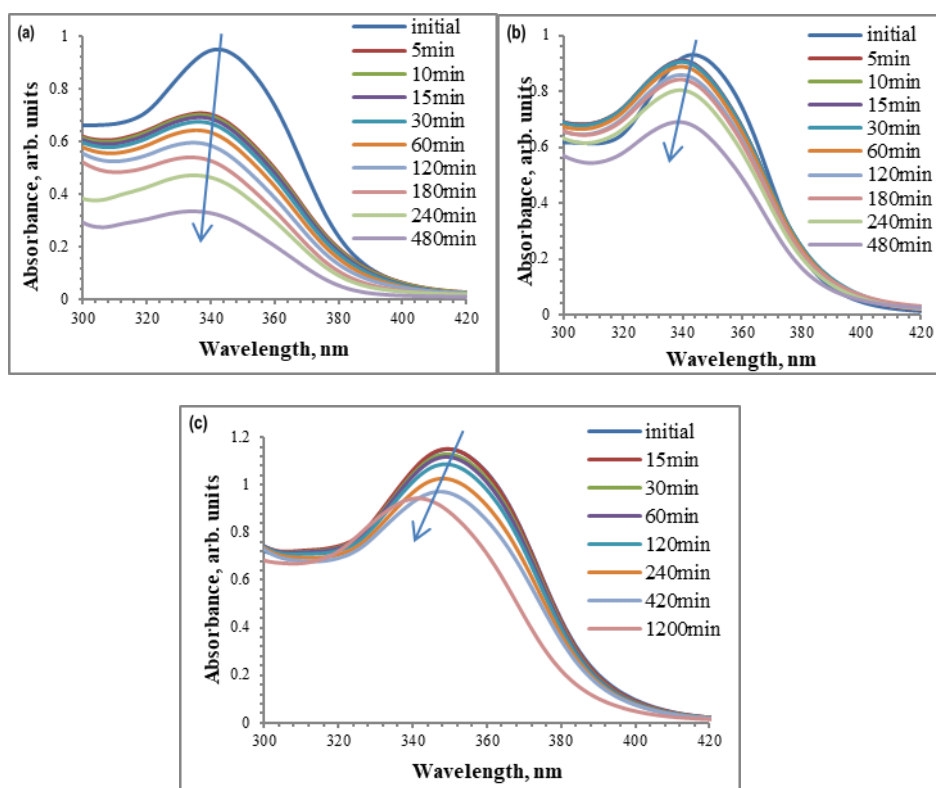 (a)
Absorbance, arb. units
1
0.8
0.6
0.4
0.2
0
300 320 340 360 380 400 420
Wavelength, nm
initial
5min
10min
15min
30min
60min
120min
180min
240min
480min
(b)
Absorbance, arb. units
1
0.8
0.6
0.4
0.2
0
300 320 340 360 380 400 420
Wavelength, nm
initial
5min
10min
15min
30min
60min
120min
180min
240min
480min
(c)
Absorbance, arb. units
1.2
1
0.8
0.6
0.4
0.2
0
300 320 340 360 380 400 420
Wavelength, nm
initial
15min
30min
60min
120min
240min
420min
1200min